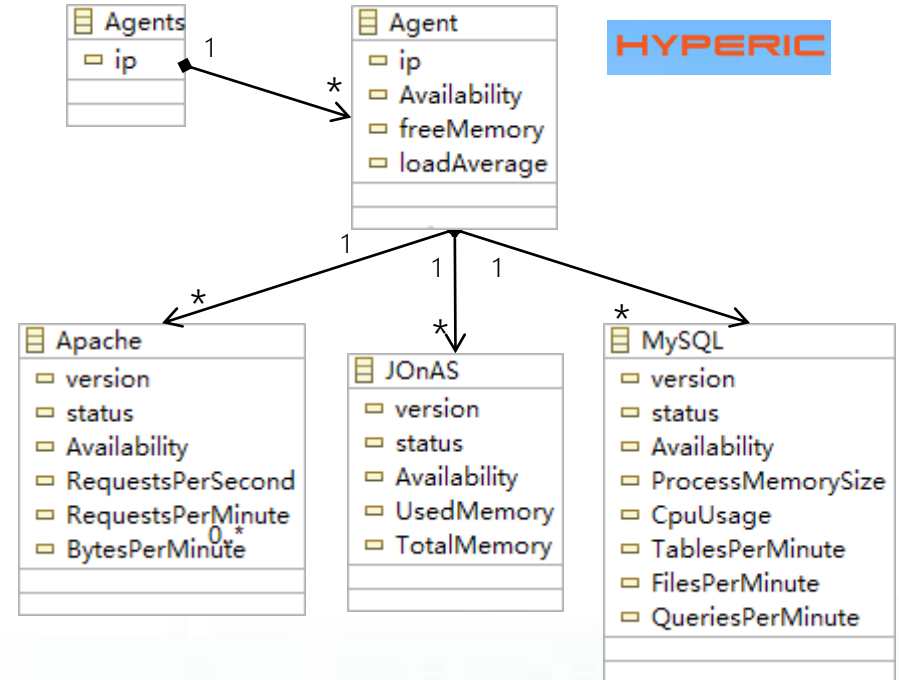 Agents
ip
1
*
Agent
ip
Availability
freeMemory
loadAverage
HYPERIC
1
*
1
*
1
*
Apache
version
status
Availability
RequestsPerSecond
RequestsPerMinute
0..*
BytesPerMinute
JOnAS
version
status
Availability
UsedMemory
TotalMemory
MySQL
version
status
Availability
ProcessMemorySize
CpuUsage
TablesPerMinute
FilesPerMinute
QueriesPerMinute